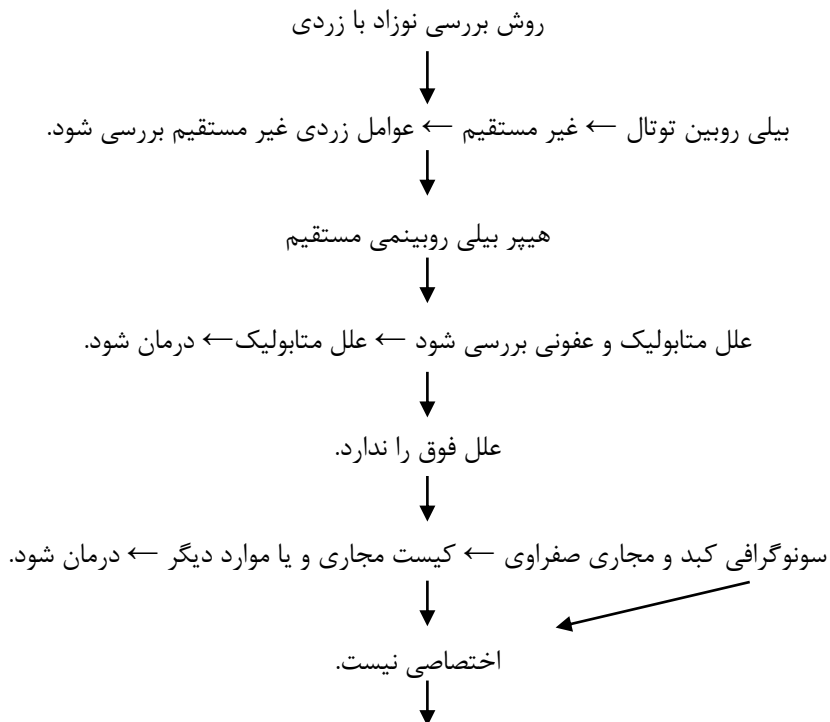 روش بررسی نوزاد با زردی
بیلی روبین توتال ← غیر مستقیم ← عوامل زردی غیر مستقیم بررسی شود.
هیپر بیلی روبینمی مستقیم
علل متابولیک و عفونی بررسی شود ← علل متابولیک← درمان شود.
علل فوق را ندارد.
سونوگرافی کبد و مجاری صفراوی ← کیست مجاری و یا موارد دیگر ← درمان شود.
اختصاصی نیست.